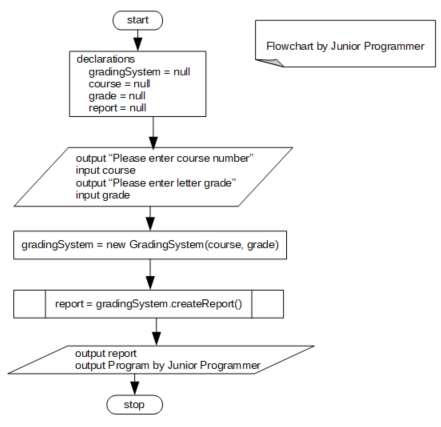 start
Flowchart by Junior Programmer
declarations
gradingSystem = null
course = null
grade = null
report = null
output “Please enter course number”
input course
output “Please enter letter grade”
input grade
gradingSystem = new GradingSystem(course, grade)
report = gradingSystem.createReport()
output report
output Program by Junior Programmer
stop